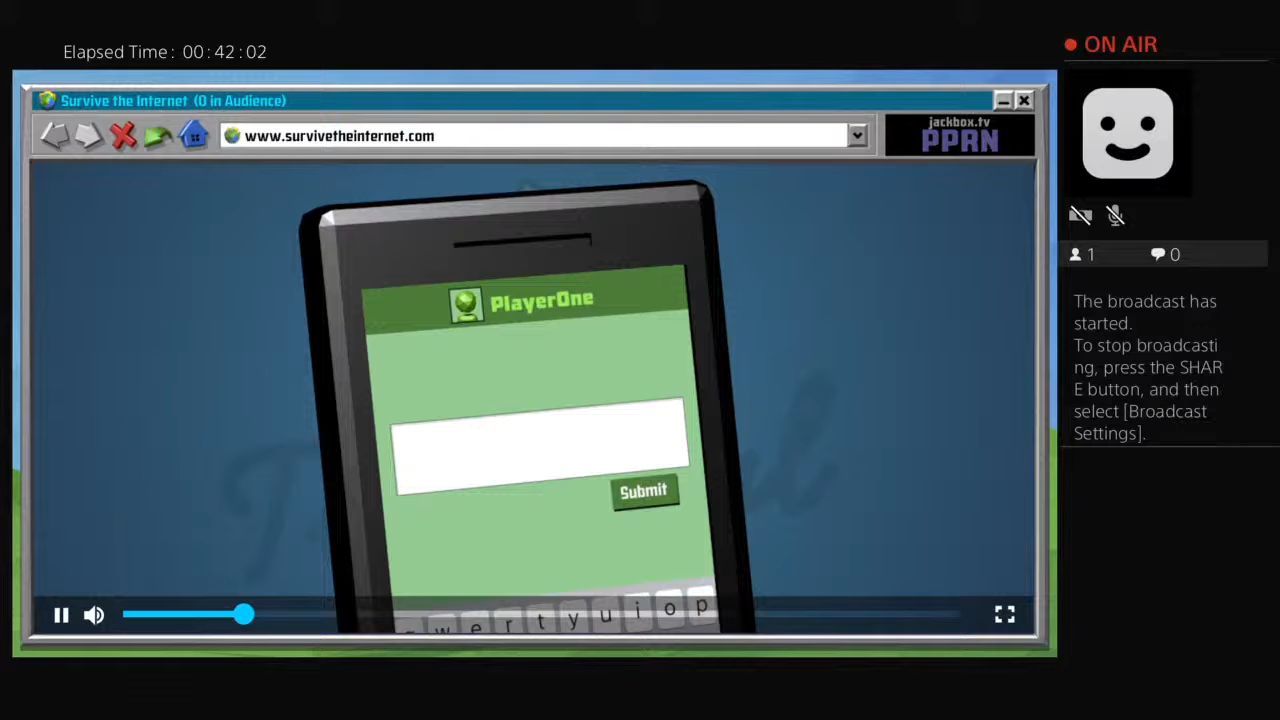 Elapsed Time: 00:42:02
ON AIR
Survive the Internet (0 in Audience)
www.survivetheinternet.com
jackbox.tv
PPRN
PlayerOne
Submit
w e r t y u i o p
1
0
The broadcast has
started.
To stop broadcasti
ng, press the SHAR
E button, and then
select [Broadcast
Settings].